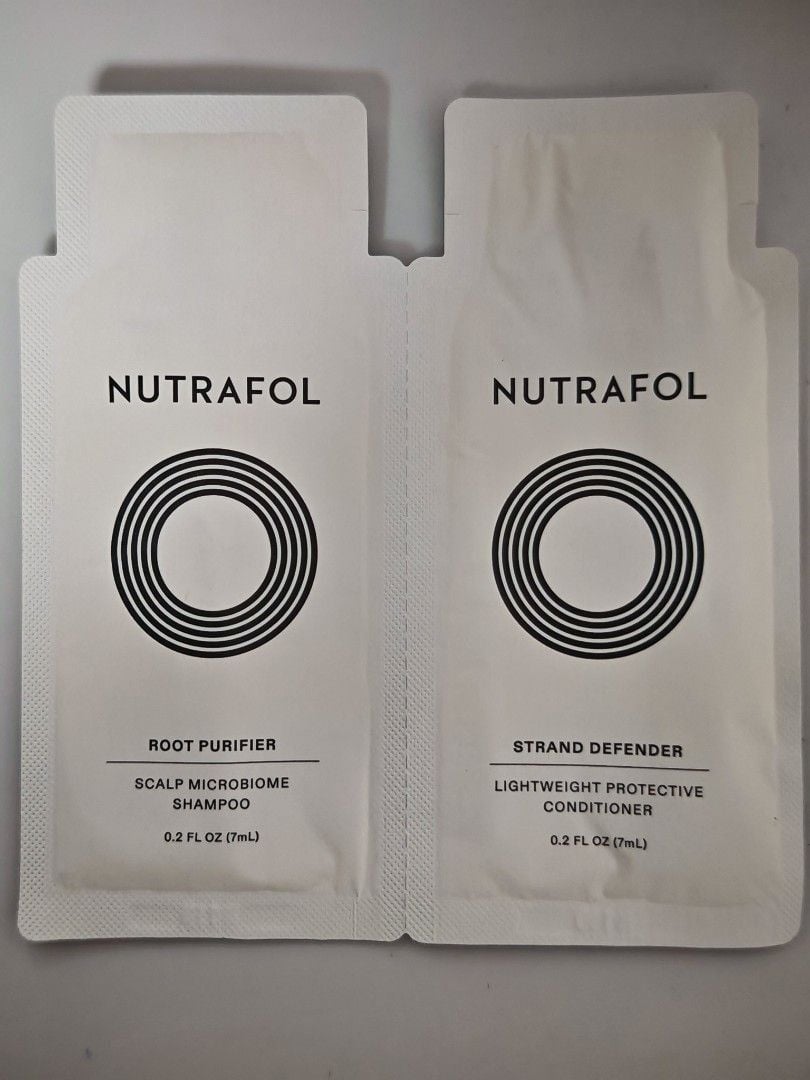 NUTRAFOL
ROOT PURIFIER
SCALP MICROBIOME
SHAMPOO
0.2 FL OZ (7mL)
NUTRAFOL
STRAND DEFENDER
LIGHTWEIGHT PROTECTIVE
CONDITIONER
0.2 FL OZ (7mL)